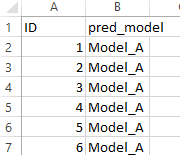 A B
1 ID pred_model
2 1 Model_A
3 2 Model_A
4 3 Model_A
5 4 Model_A
6 5 Model_A
7 6 Model_A